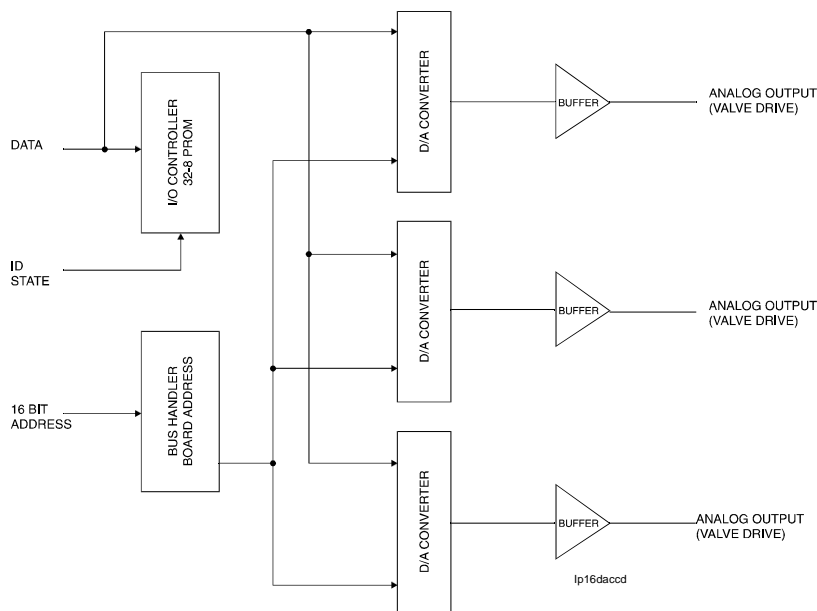 DATA
ID
STATE
16 BIT
ADDRESS
I/O CONTROLLER
32-8 PROM
BUS HANDLER
BOARD ADDRESS
D/A CONVERTER
BUFFER
ANALOG OUTPUT
(VALVE DRIVE)
D/A CONVERTER
BUFFER
ANALOG OUTPUT
(VALVE DRIVE)
D/A CONVERTER
BUFFER
ANALOG OUTPUT
(VALVE DRIVE)
Ip16daccd